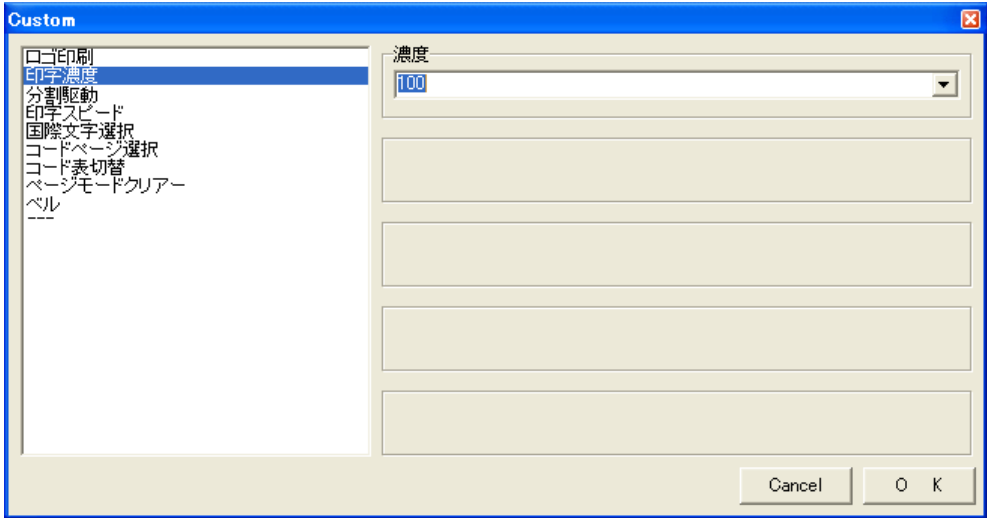 Custom
ロゴ印刷
印字濃度
分割駆動
印字スピード
国際文字選択
コードページ選択
コード表切替
ページモードクリアー
ベル
---
濃度
100
Cancel
O K